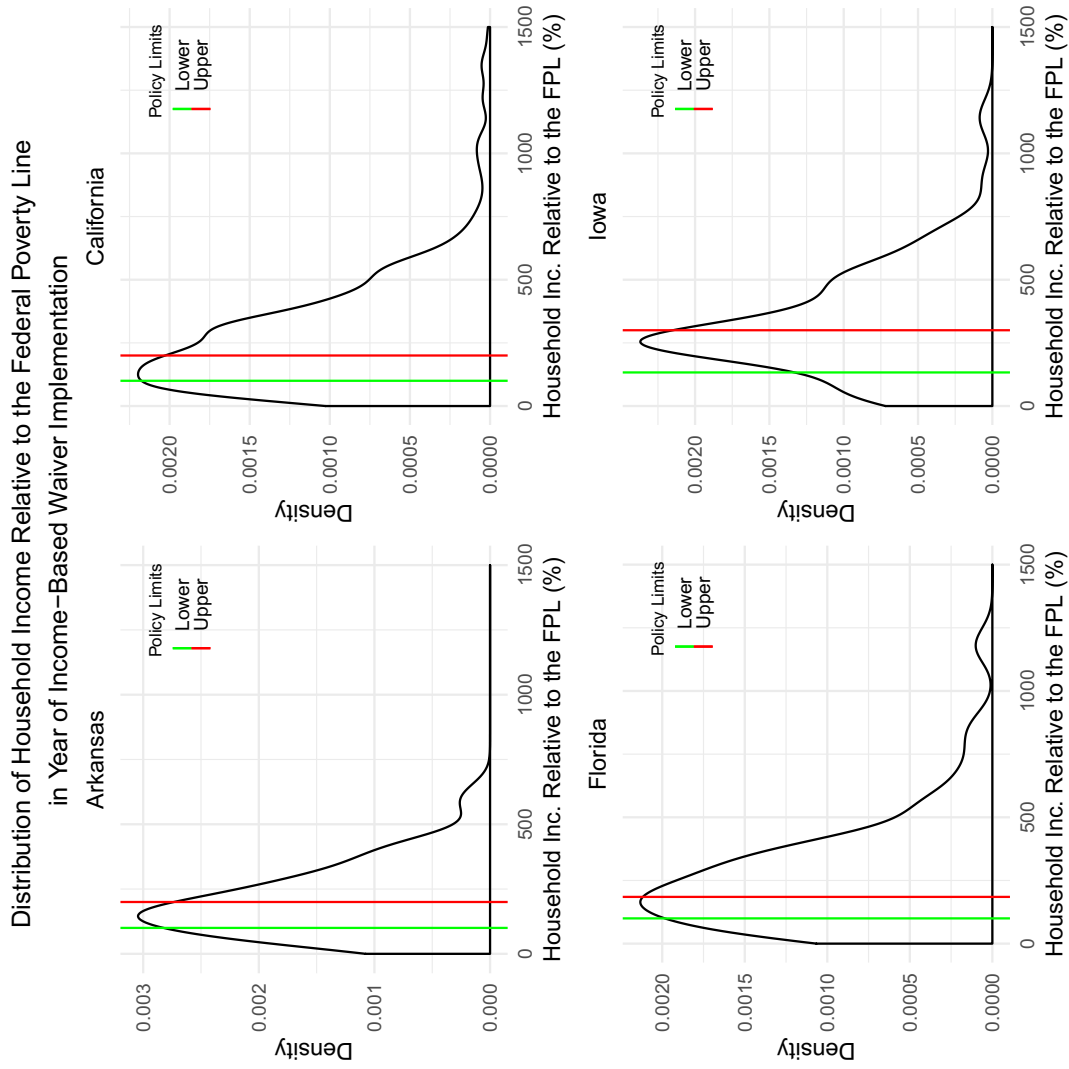 Distribution of Household Income Relative to the Federal Poverty Line
in Year of Income−Based Waiver Implementation
Arkansas
0.003
0.002
0.001
0.000
Density
0
500
1000
1500
Household Inc. Relative to the FPL (%)
Policy Limits
Lower
Upper
California
0.0020
0.0015
0.0010
0.0005
0.0000
Density
0
500
1000
1500
Household Inc. Relative to the FPL (%)
Policy Limits
Lower
Upper
Florida
0.0020
0.0015
0.0010
0.0005
0.0000
Density
0
500
1000
1500
Household Inc. Relative to the FPL (%)
Policy Limits
Lower
Upper
Iowa
0.0020
0.0015
0.0010
0.0005
0.0000
Density
0
500
1000
1500
Household Inc. Relative to the FPL (%)
Policy Limits
Lower
Upper